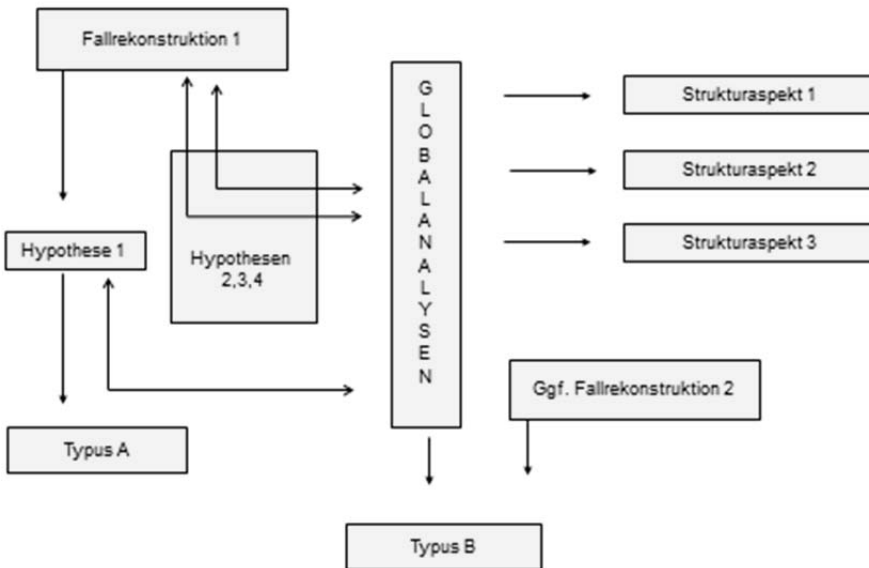 Fallrekonstruktion 1
GLOBALANALYSEN
Strukturaspekt 1
Strukturaspekt 2
Strukturaspekt 3
Hypothese 1
Hypothesen
2,3,4
Ggf. Fallrekonstruktion 2
Typus A
Typus B